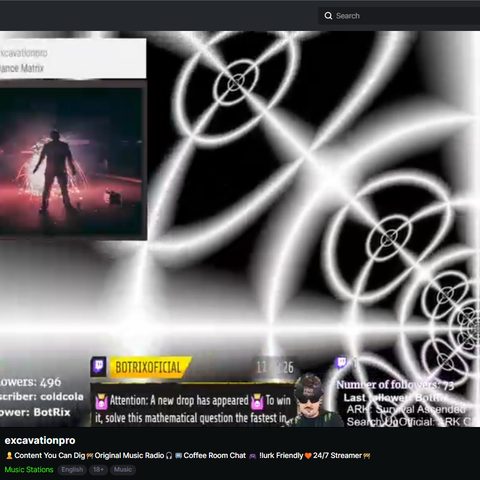 Search
excavationpro
Dance Matrix
BOTRIXOFICIAL
Attention: A new drop has appeared To win
it, solve this mathematical question the fastest in
lowers: 496
scriber: coldcola
ower: BotRix
Number of followers: 73
Last follower: BotRix
ARK: Survival Ascended
Search UnOfficial: ARK C
excavationpro
Content You Can Dig Original Music Radio Coffee Room Chat !lurk Friendly 24/7 Streamer
Music Stations English 18+ Music